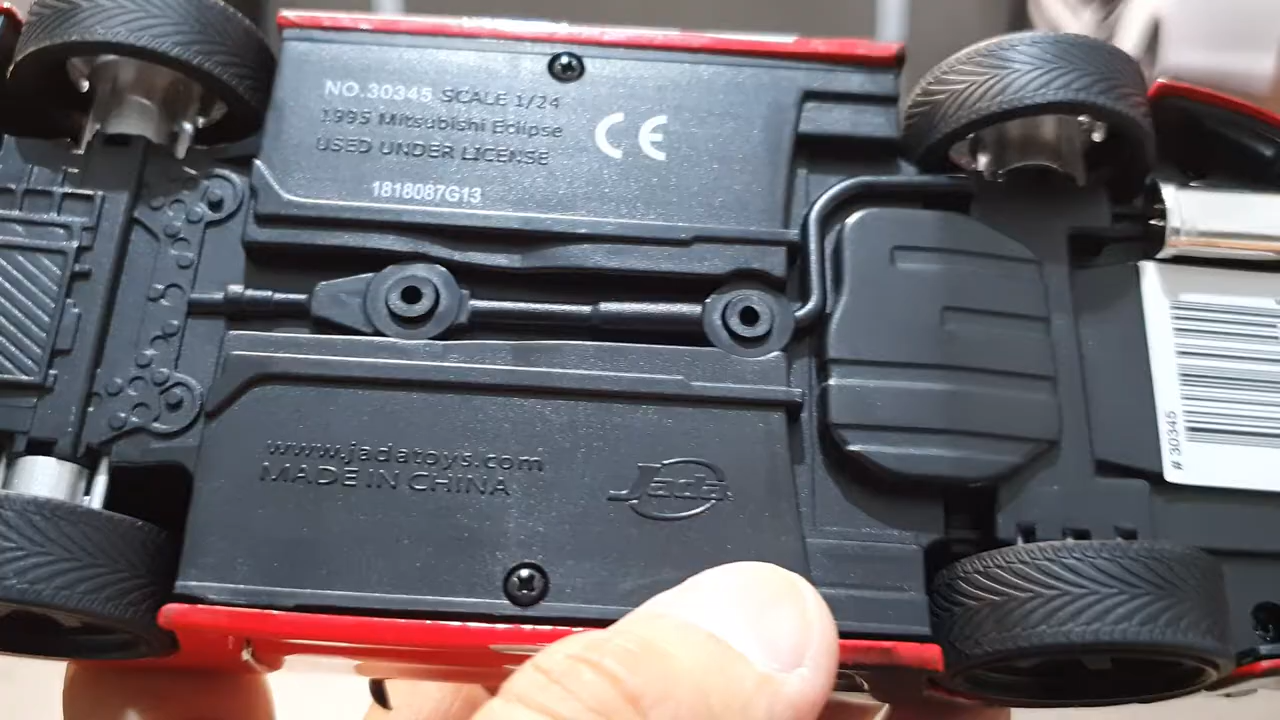 NO.30345 SCALE 1/24
1995 Mitsubishi Eclipse
USED UNDER LICENSE
CE
1818087G13
www.jadatoys.com
MADE IN CHINA
Jada
#30345